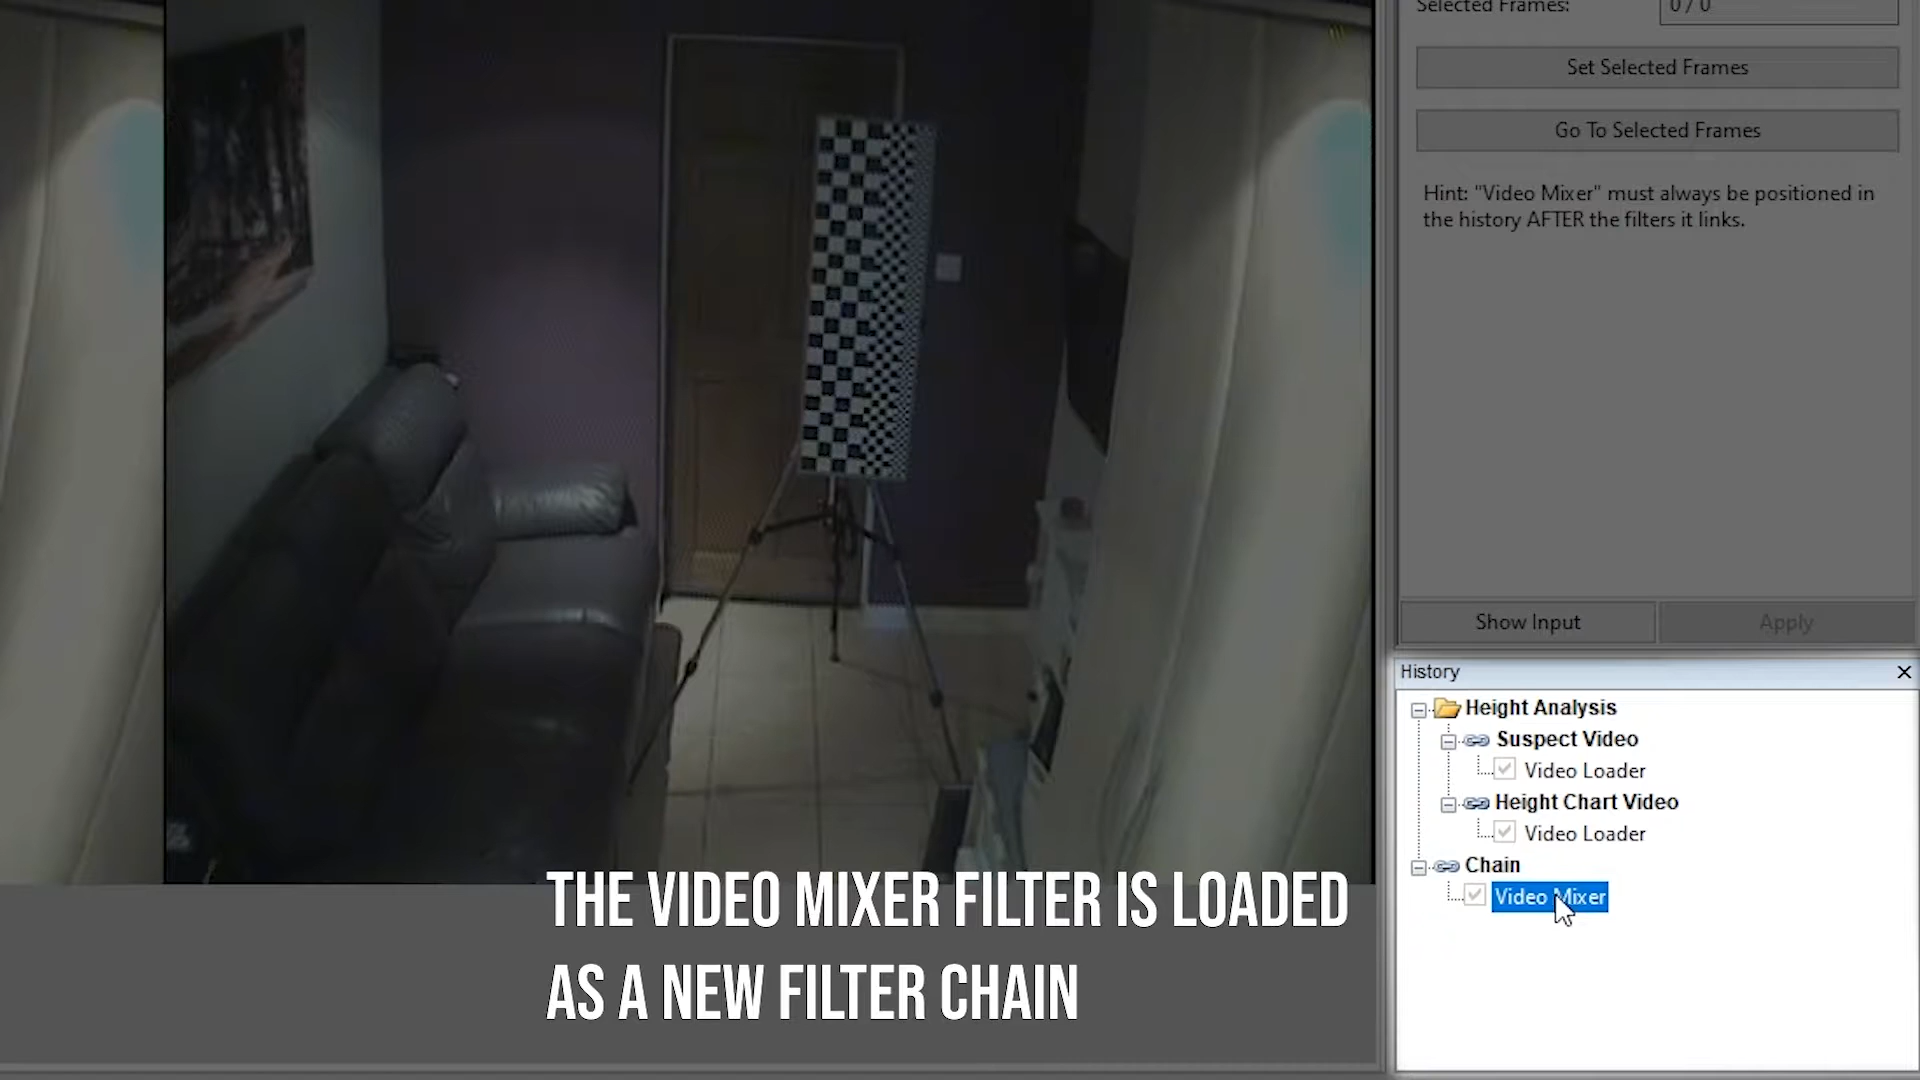 Selected Frames:
0 / 0
Set Selected Frames
Go To Selected Frames
Hint: "Video Mixer" must always be positioned in
the history AFTER the filters it links.
Show Input
Apply
History
Height Analysis
Suspect Video
Video Loader
Height Chart Video
Video Loader
Chain
Video Mixer
THE VIDEO MIXER FILTER IS LOADED
AS A NEW FILTER CHAIN